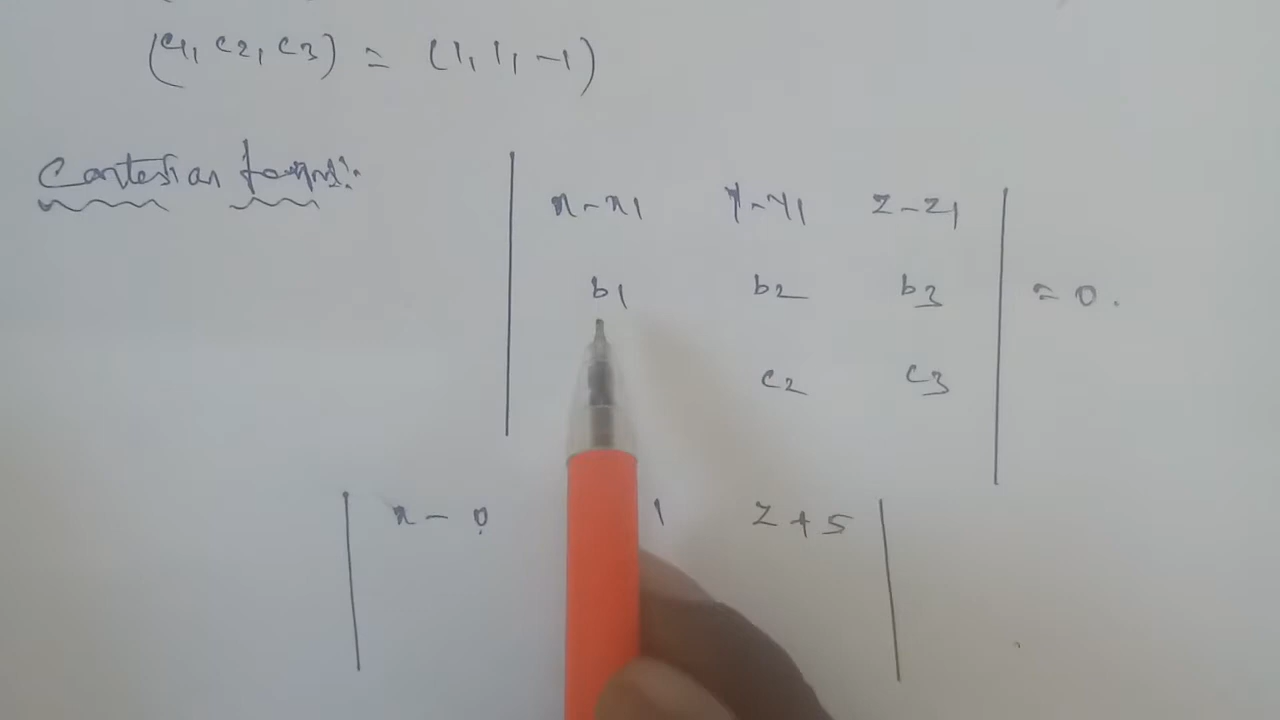 (c1, c2, c3) = (1, 1, -1)
Cartesian form:
x-x1 y-y1 z-z1
b1 b2 b3 = 0.
c2 c3
x - 0 1 z + 5